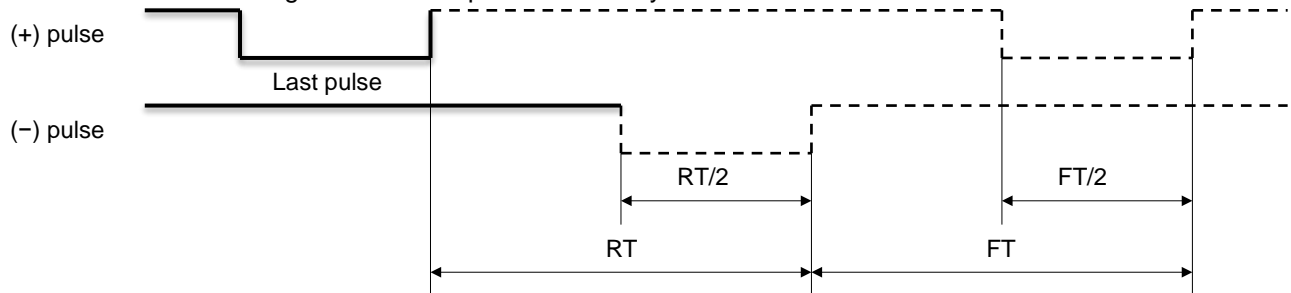 (+) pulse
Last pulse
(−) pulse
RT/2
FT/2
RT
FT